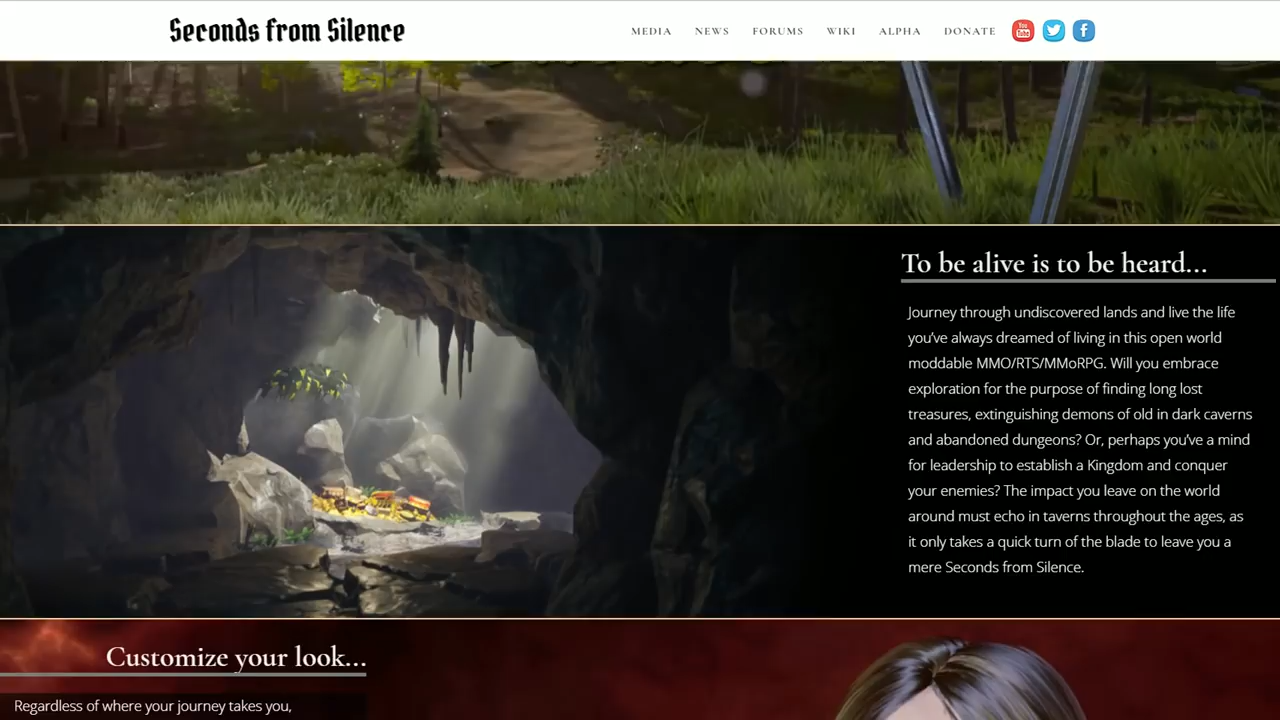 Seconds from Silence
MEDIA NEWS FORUMS WIKI ALPHA DONATE
You Tube
To be alive is to be heard...
Journey through undiscovered lands and live the life
you've always dreamed of living in this open world
moddable MMO/RTS/MMoRPG. Will you embrace
exploration for the purpose of finding long lost
treasures, extinguishing demons of old in dark caverns
and abandoned dungeons? Or, perhaps you've a mind
for leadership to establish a Kingdom and conquer
your enemies? The impact you leave on the world
around must echo in taverns throughout the ages, as
it only takes a quick turn of the blade to leave you a
mere Seconds from Silence.
Customize your look...
Regardless of where your journey takes you,